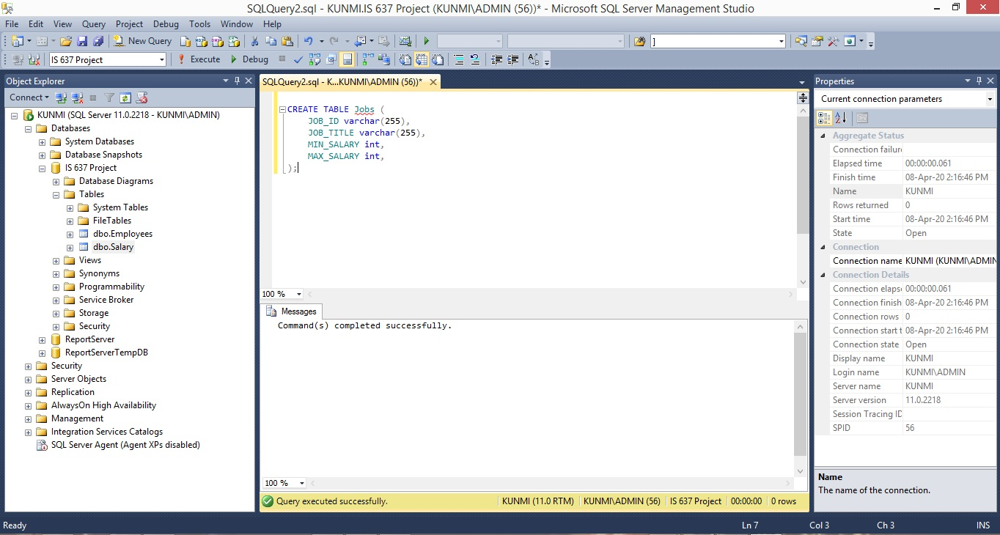 SQLQuery2.sql - KUNMI.IS 637 Project (KUNMI\ADMIN (56))* - Microsoft SQL Server Management Studio
File Edit View Query Project Debug Tools Window Help
New Query ]
IS 637 Project Execute Debug
Object Explorer
Connect
KUNMI (SQL Server 11.0.2218 - KUNMI\ADMIN)
Databases
System Databases
Database Snapshots
IS 637 Project
Database Diagrams
Tables
System Tables
FileTables
dbo.Employees
dbo.Salary
Views
Synonyms
Programmability
Service Broker
Storage
Security
ReportServer
ReportServerTempDB
Security
Server Objects
Replication
AlwaysOn High Availability
Management
Integration Services Catalogs
SQL Server Agent (Agent XPs disabled)
SQLQuery2.sql - K...KUNMI\ADMIN (56))*
CREATE TABLE Jobs (
JOB_ID varchar(255),
JOB_TITLE varchar(255),
MIN_SALARY int,
MAX_SALARY int,
);
100 %
Messages
Command(s) completed successfully.
100 %
Query executed successfully. KUNMI (11.0 RTM) KUNMI\ADMIN (56) IS 637 Project 00:00:00 0 rows
Properties
Current connection parameters
Aggregate Status
Connection failure
Elapsed time 00:00:00.061
Finish time 08-Apr-20 2:16:46 PM
Name KUNMI
Rows returned 0
Start time 08-Apr-20 2:16:46 PM
State Open
Connection
Connection name KUNMI (KUNMI\ADMIN
Connection Details
Connection elaps 00:00:00.061
Connection finish 08-Apr-20 2:16:46 PM
Connection rows 0
Connection start t 08-Apr-20 2:16:46 PM
Connection state Open
Display name KUNMI
Login name KUNMI\ADMIN
Server name KUNMI
Server version 11.0.2218
Session Tracing ID
SPID 56
Name
The name of the connection.
Ready Ln 7 Col 3 Ch 3 INS